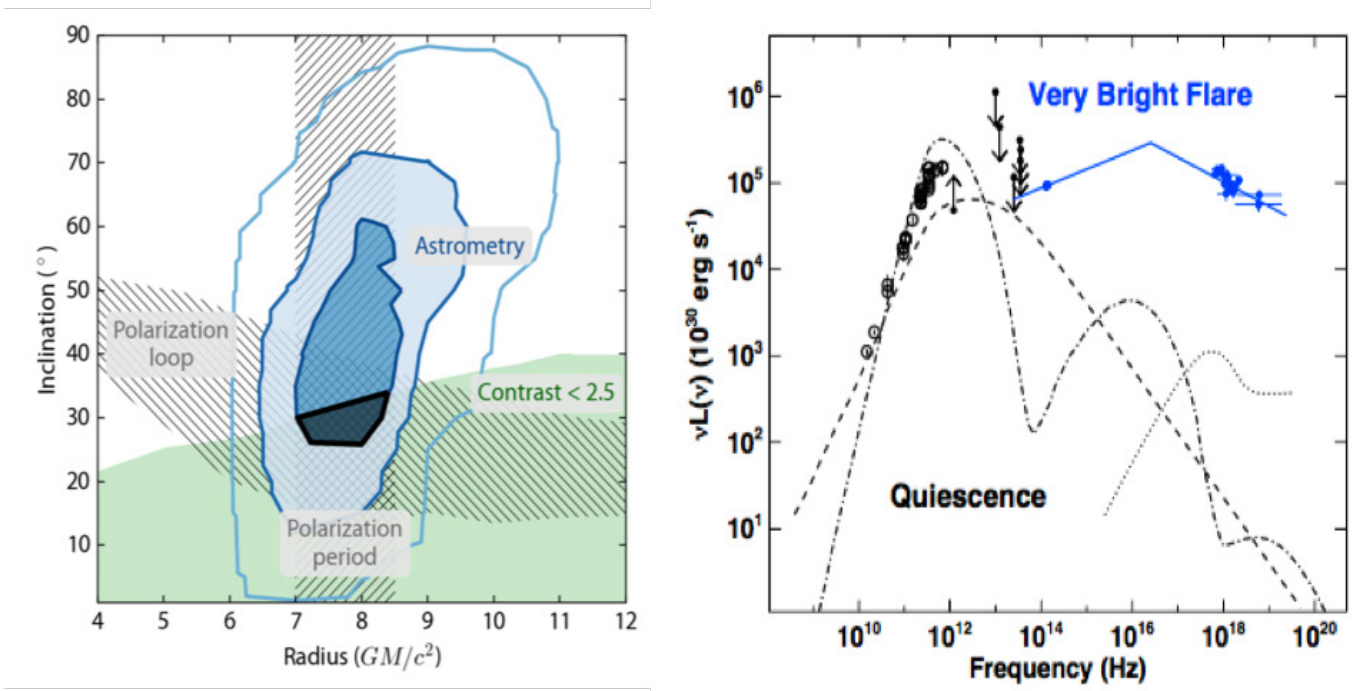 90
80
70
60
50
40
30
20
10
Inclination (°)
Astrometry
Polarization
loop
Contrast < 2.5
Polarization
period
4 5 6 7 8 9 10 11 12
Radius (GM/c²)
10⁶
10⁵
10⁴
10³
10²
10¹
νL(ν) (10³⁰ erg s⁻¹)
Very Bright Flare
Quiescence
10¹⁰ 10¹² 10¹⁴ 10¹⁶ 10¹⁸ 10²⁰
Frequency (Hz)